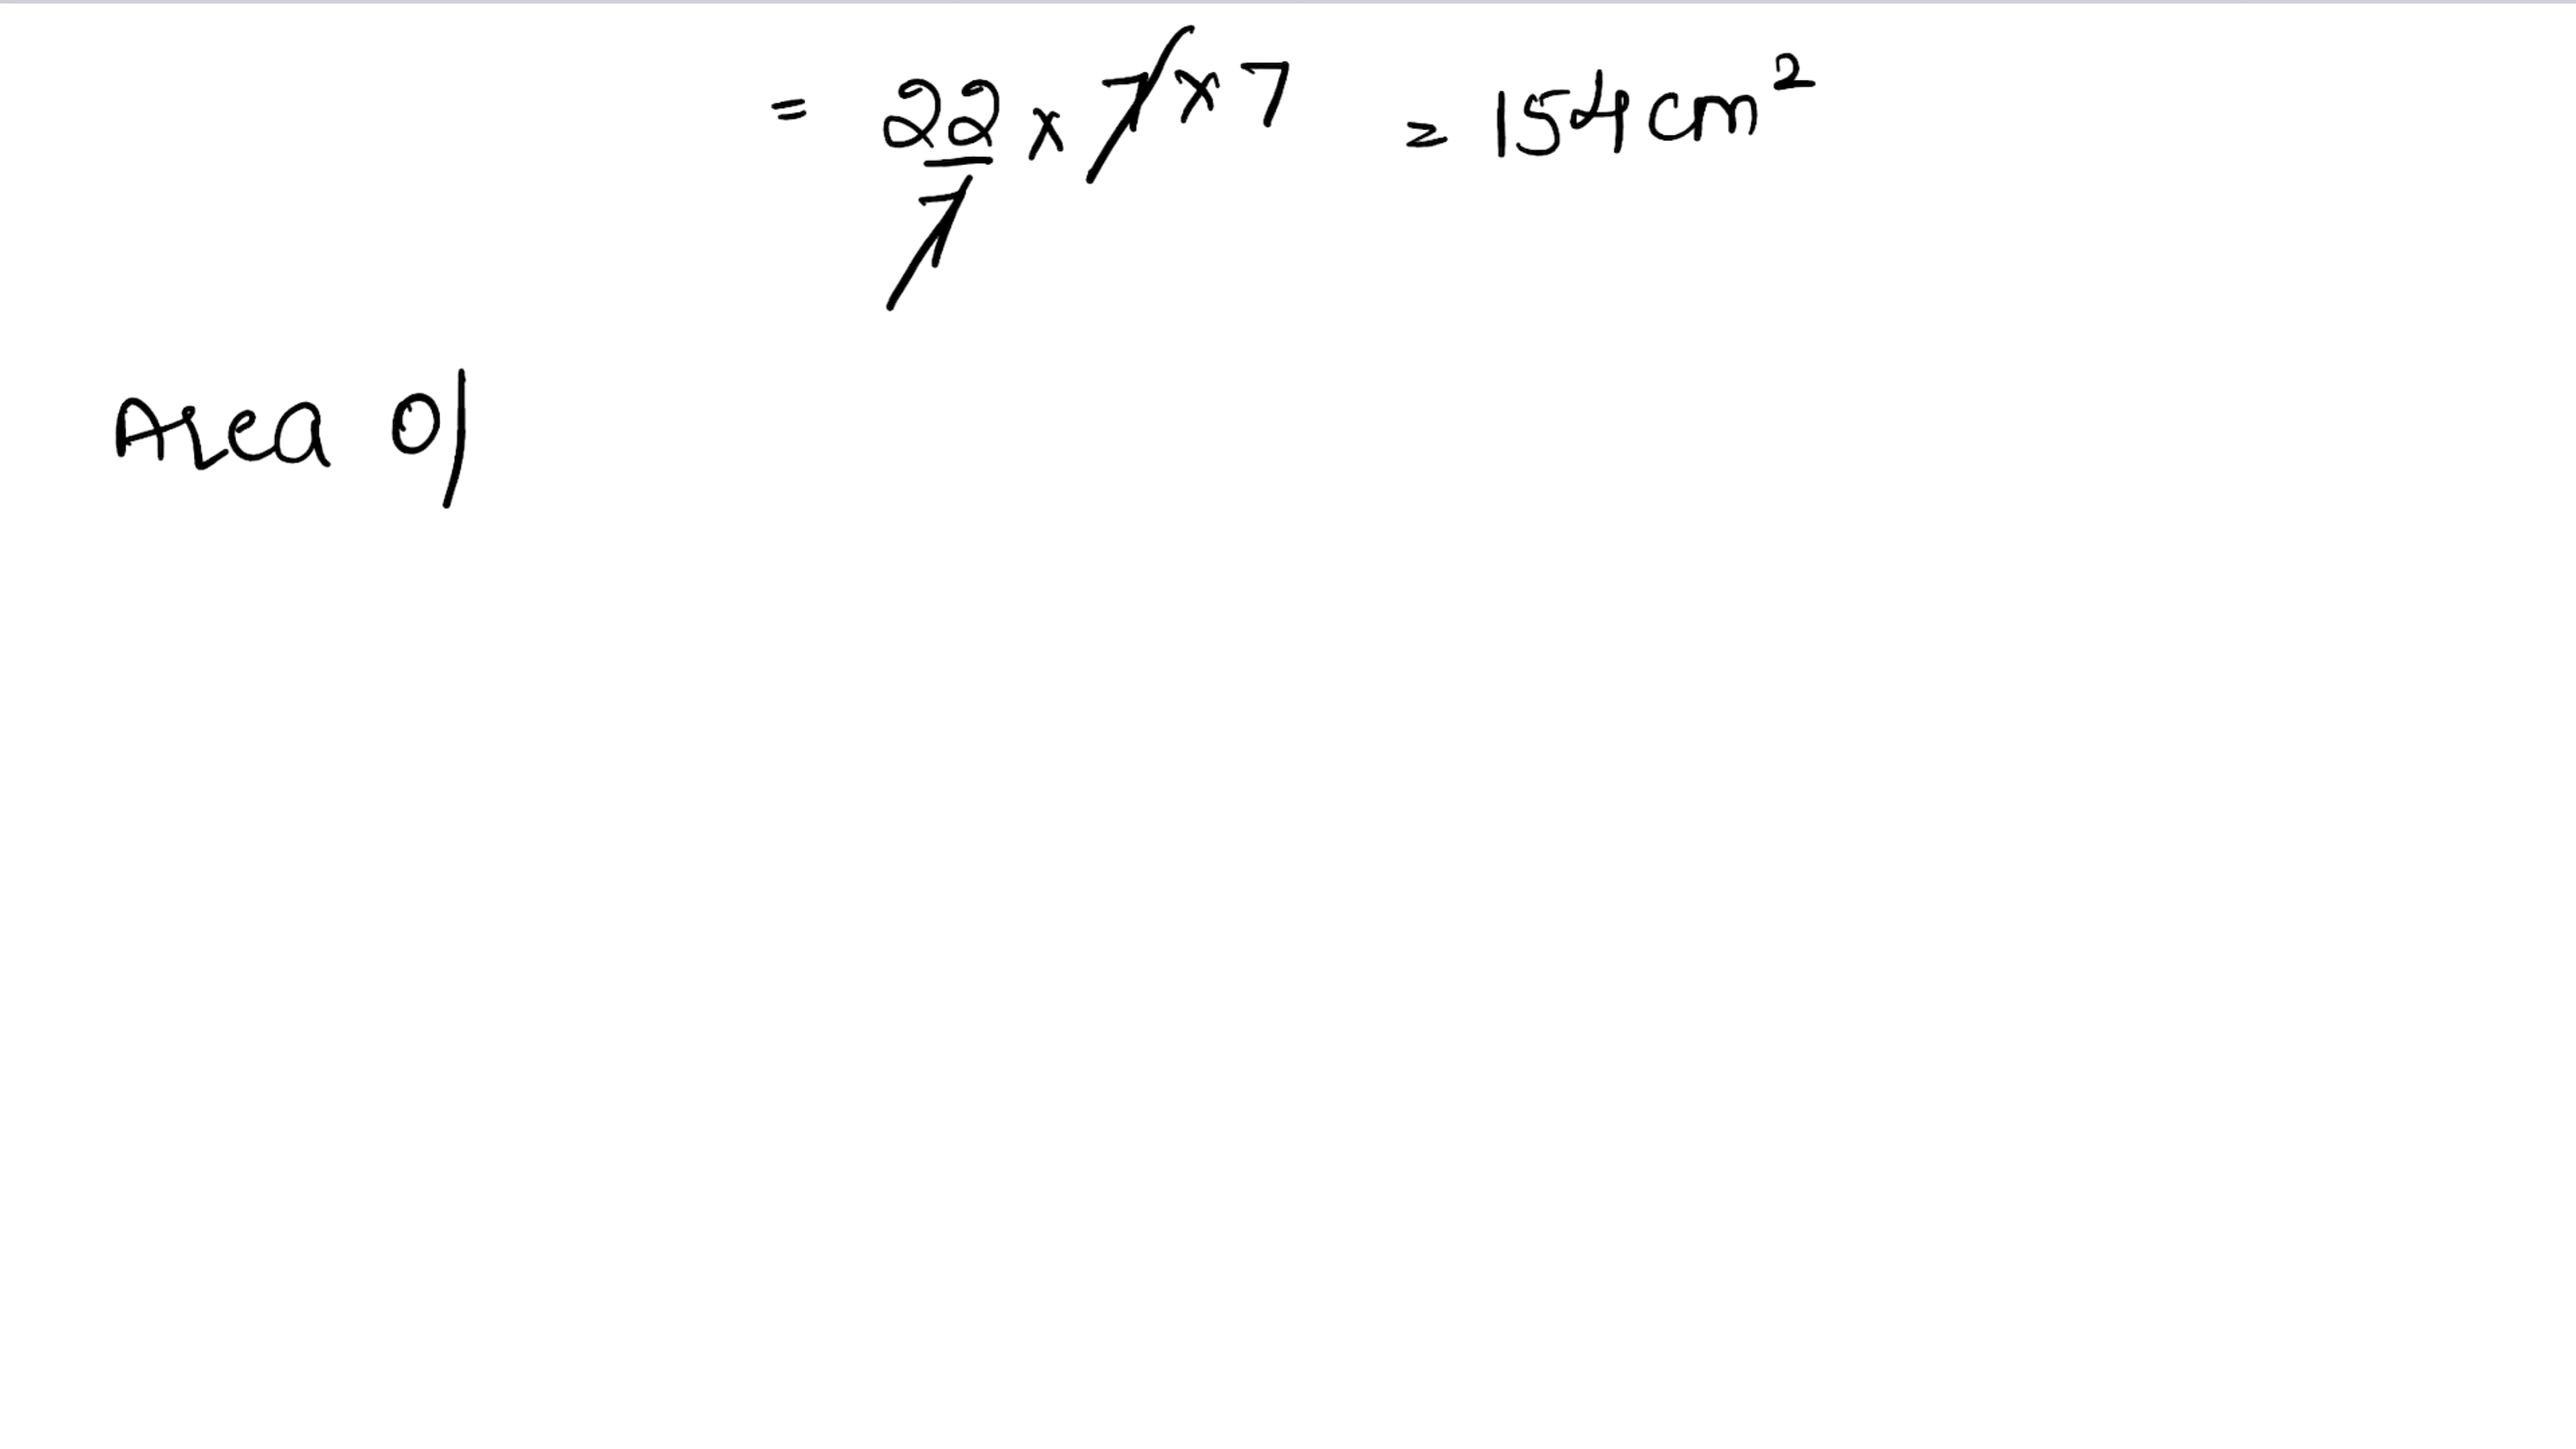 = 22/7 x 7 x 7 = 154 cm²
Area of